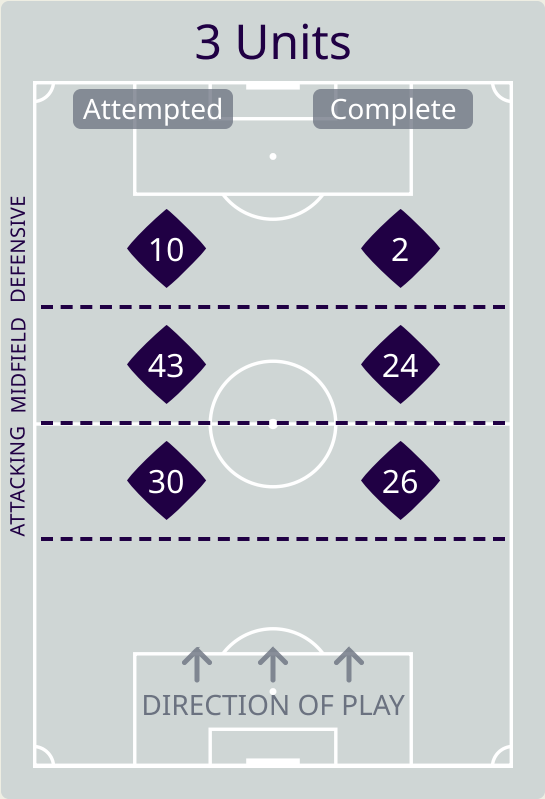 3 Units
Attempted Complete
DEFENSIVE
10 2
MIDFIELD
43 24
ATTACKING
30 26
DIRECTION OF PLAY